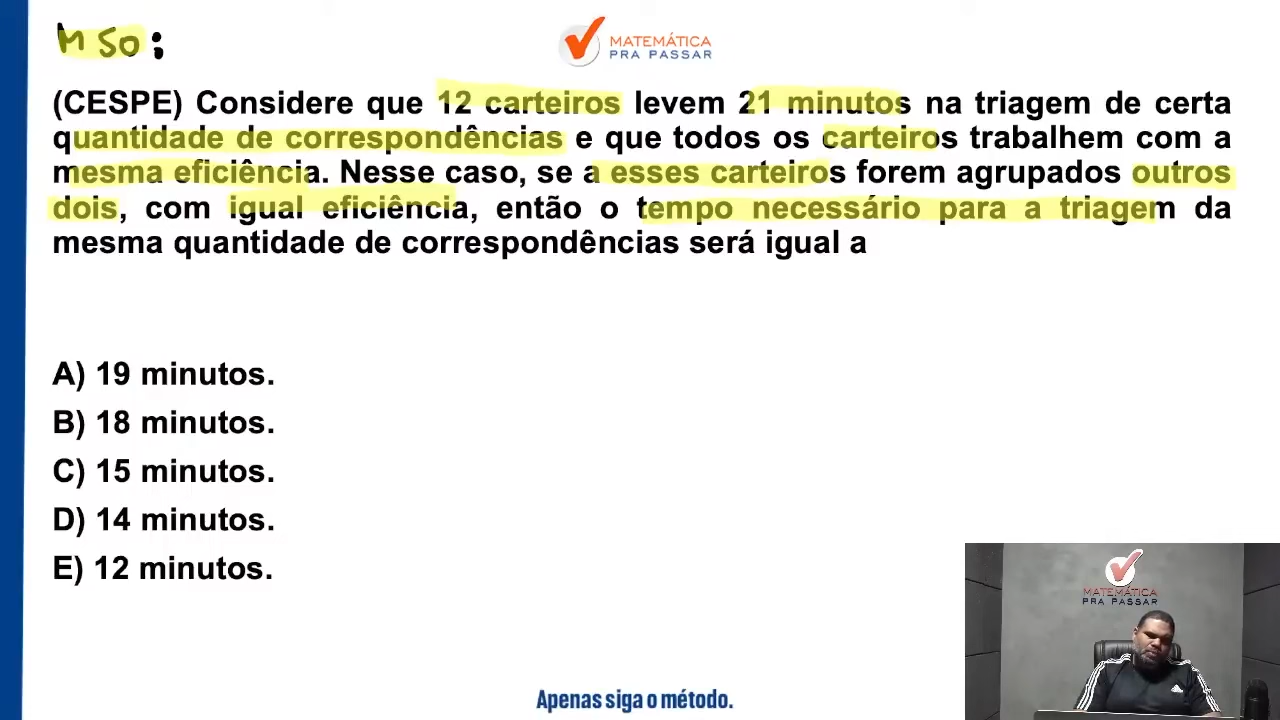 M SO:
MATEMÁTICA
PRA PASSAR
(CESPE) Considere que 12 carteiros levem 21 minutos na triagem de certa
quantidade de correspondências e que todos os carteiros trabalhem com a
mesma eficiência. Nesse caso, se a esses carteiros forem agrupados outros
dois, com igual eficiência, então o tempo necessário para a triagem da
mesma quantidade de correspondências será igual a
A) 19 minutos.
B) 18 minutos.
C) 15 minutos.
D) 14 minutos.
E) 12 minutos.
MATEMÁTICA
PRA PASSAR
Apenas siga o método.